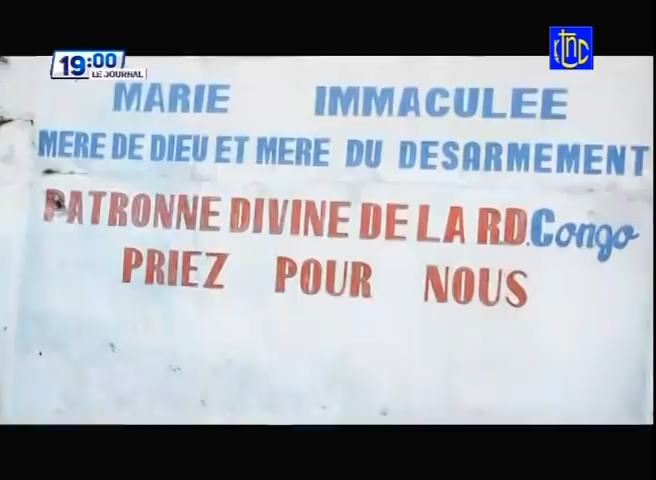 19:00
LE JOURNAL
rtnc
MARIE IMMACULEE
MERE DE DIEU ET MERE DU DESARMEMENT
PATRONNE DIVINE DE LA R.D. Congo
PRIEZ POUR NOUS